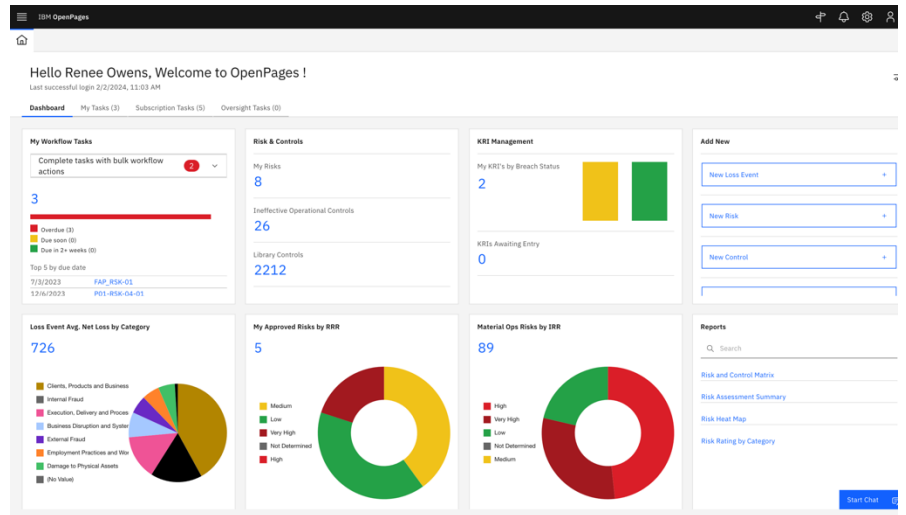 IBM OpenPages
Hello Renee Owens, Welcome to OpenPages !
Last successful login 2/2/2024, 11:03 AM
Dashboard My Tasks (3) Subscription Tasks (5) Oversight Tasks (0)
My Workflow Tasks
Complete tasks with bulk workflow
actions
2
3
Overdue (3)
Due soon (0)
Due in 2+ weeks (0)
Top 5 by due date
7/3/2023 FAP_RSK-01
12/6/2023 P01-RSK-04-01
Risk & Controls
My Risks
8
Ineffective Operational Controls
26
Library Controls
2212
KRI Management
My KRI's by Breach Status
2
KRIs Awaiting Entry
0
Add New
New Loss Event +
New Risk +
New Control +
Loss Event Avg. Net Loss by Category
726
Clients, Products and Business
Internal Fraud
Execution, Delivery and Proces
Business Disruption and System
External Fraud
Employment Practices and Wor
Damage to Physical Assets
(No Value)
My Approved Risks by RRR
5
Medium
Low
Very High
Not Determined
High
Material Ops Risks by IRR
89
High
Very High
Low
Not Determined
Medium
Reports
Search
Risk and Control Matrix
Risk Assessment Summary
Risk Heat Map
Risk Rating by Category
Start Chat